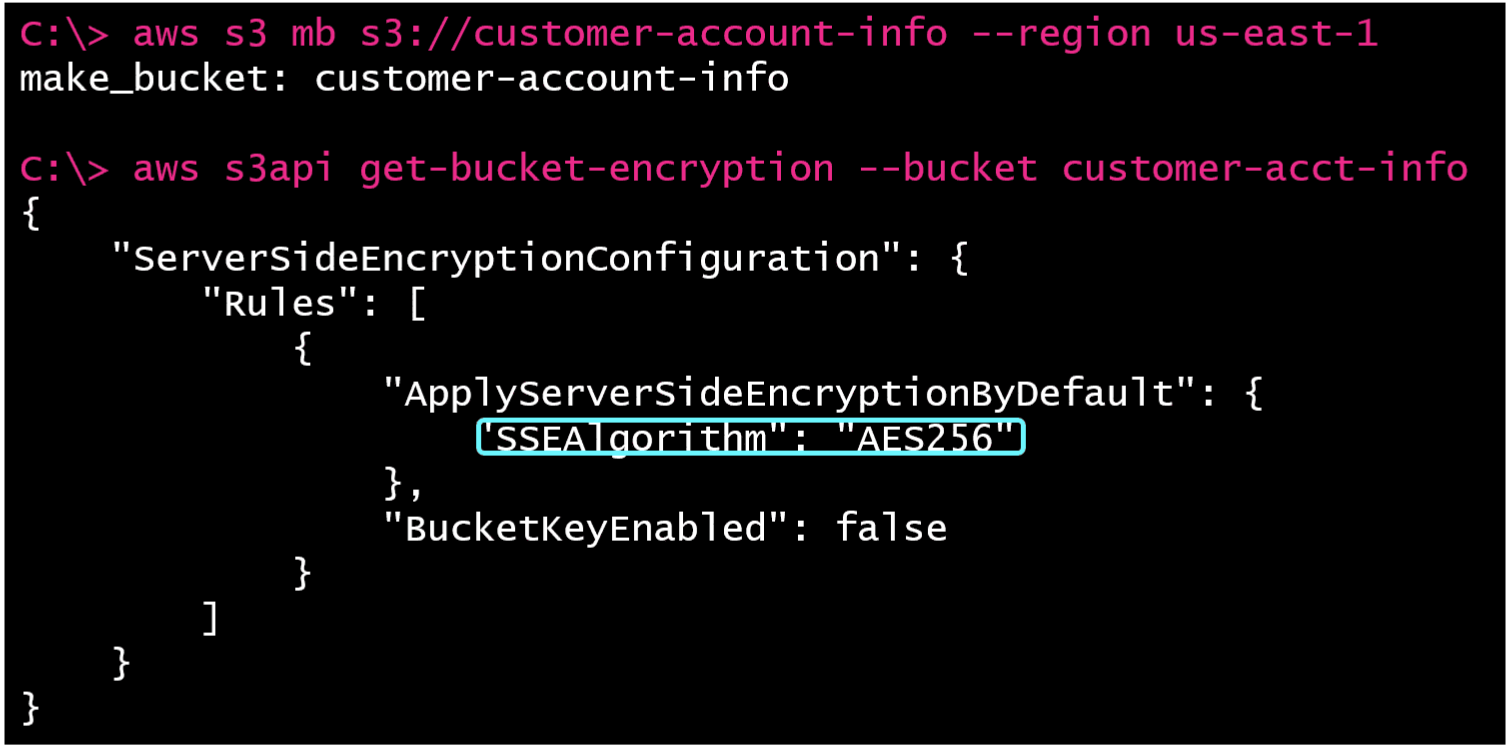 C:\> aws s3 mb s3://customer-account-info --region us-east-1
make_bucket: customer-account-info
C:\> aws s3api get-bucket-encryption --bucket customer-acct-info
{
    "ServerSideEncryptionConfiguration": {
        "Rules": [
            {
                "ApplyServerSideEncryptionByDefault": {
                    "SSEAlgorithm": "AES256"
                },
                "BucketKeyEnabled": false
            }
        ]
    }
}